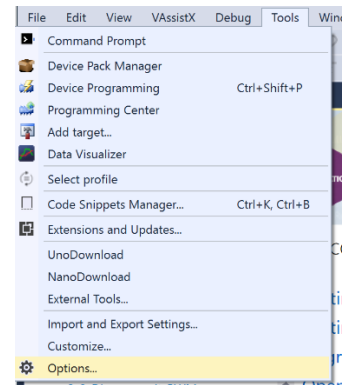 File Edit View VAssistX Debug Tools
Command Prompt
Device Pack Manager
Device Programming Ctrl+Shift+P
Programming Center
Add target...
Data Visualizer
Select profile
Code Snippets Manager... Ctrl+K, Ctrl+B
Extensions and Updates...
UnoDownload
NanoDownload
External Tools...
Import and Export Settings...
Customize...
Options...